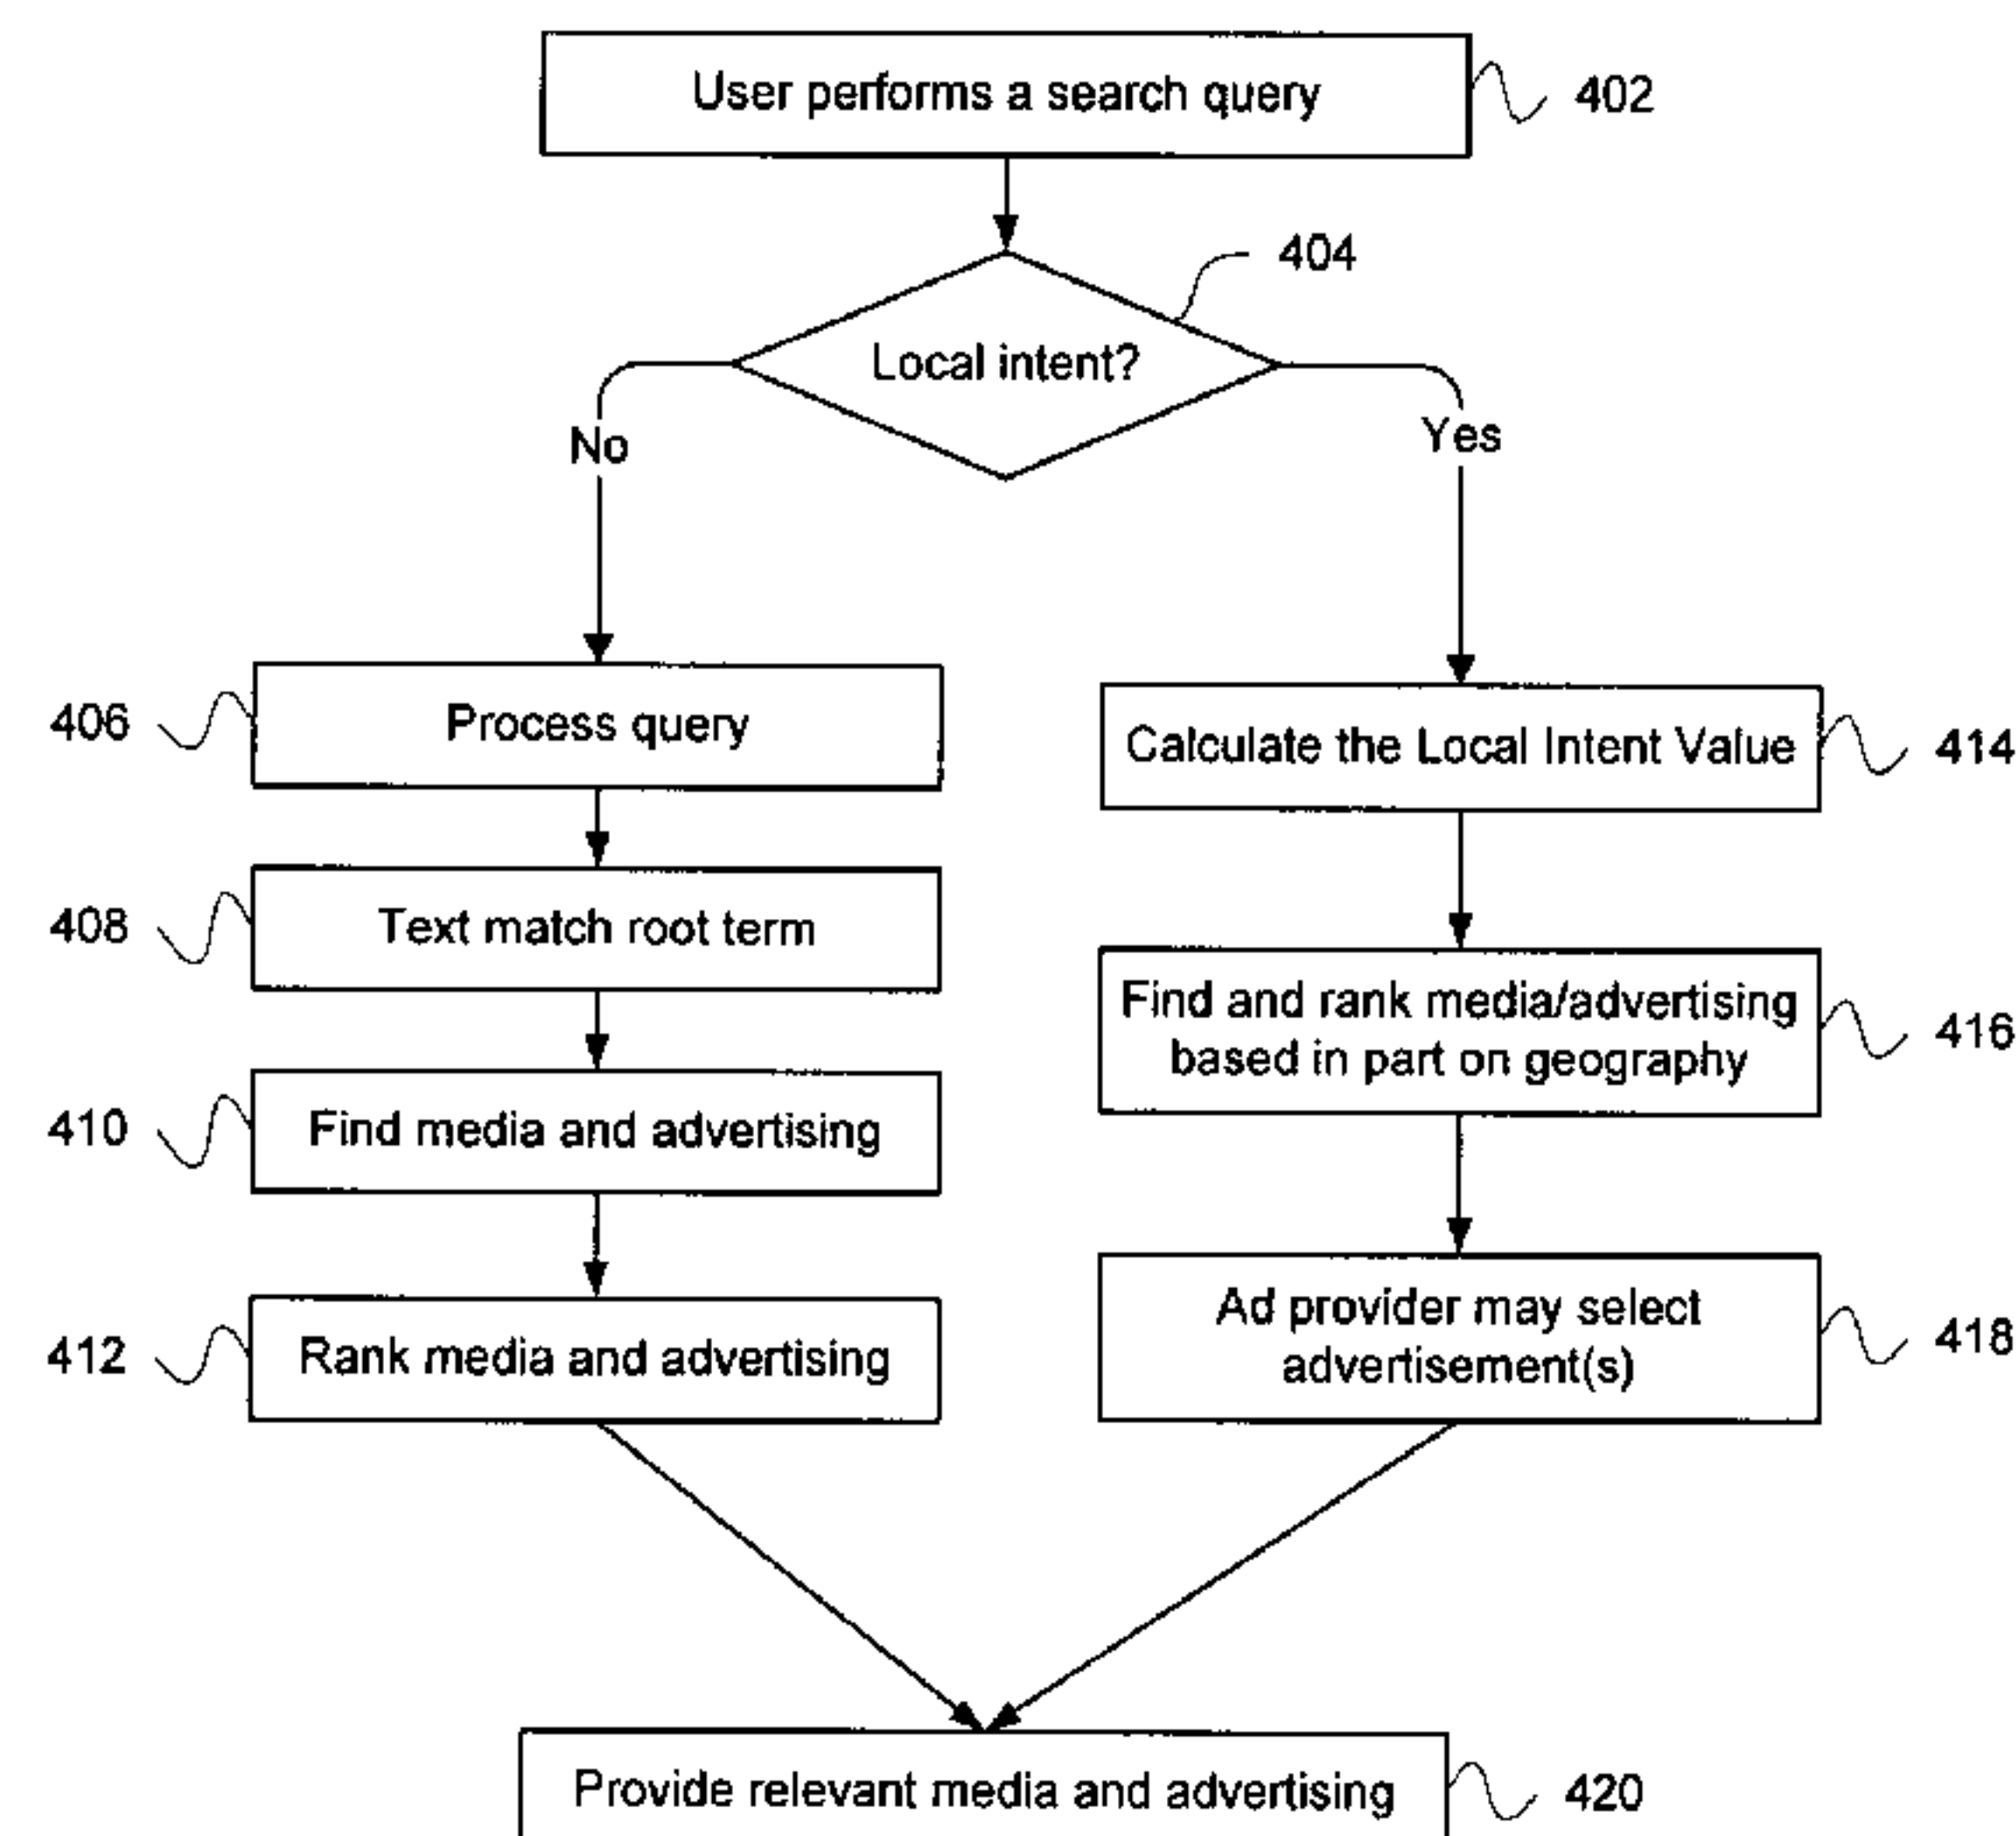 User performs a search query
402
404
Local intent?
No
Yes
406
Process query
Calculate the Local Intent Value
414
408
Text match root term
Find and rank media/advertising
based in part on geography
416
410
Find media and advertising
412
Rank media and advertising
Ad provider may select
advertisement(s)
418
Provide relevant media and advertising
420